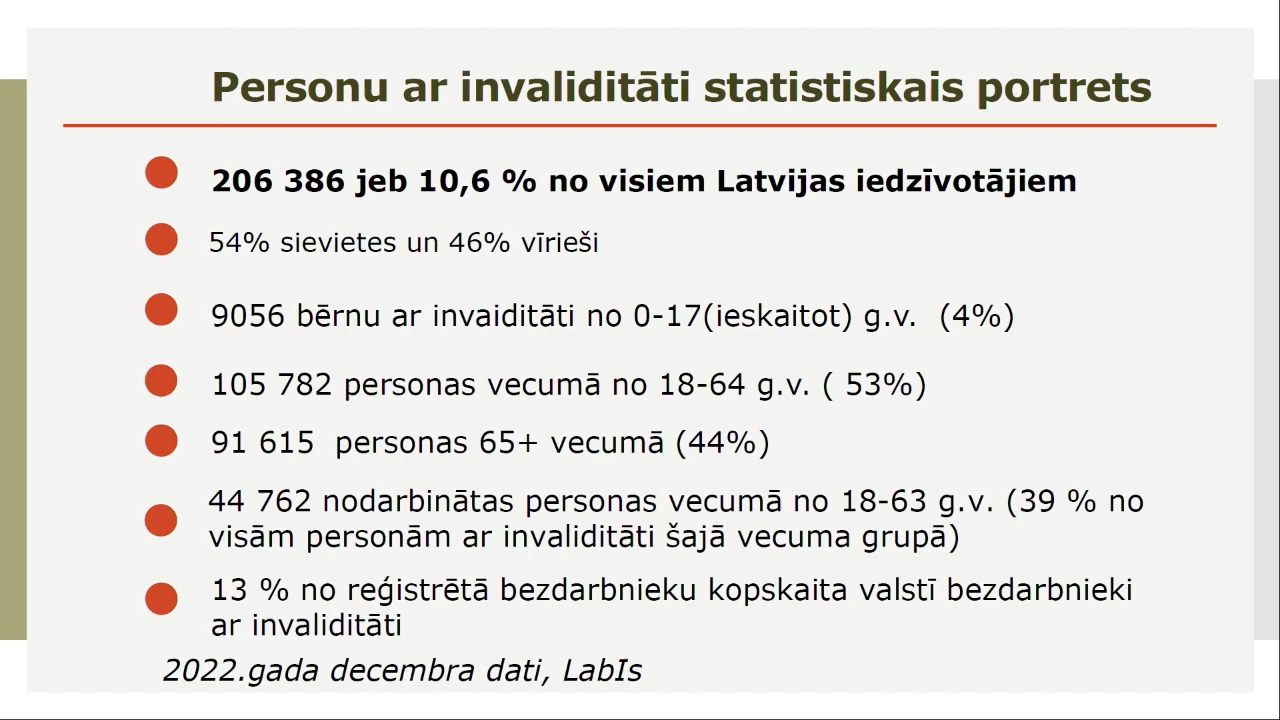 Personu ar invaliditāti statistiskais portrets
206 386 jeb 10,6 % no visiem Latvijas iedzīvotājiem
54% sievietes un 46% vīrieši
9056 bērnu ar invaiditāti no 0-17(ieskaitot) g.v.  (4%)
105 782 personas vecumā no 18-64 g.v. ( 53%)
91 615  personas 65+ vecumā (44%)
44 762 nodarbinātas personas vecumā no 18-63 g.v. (39 % no
visām personām ar invaliditāti šajā vecuma grupā)
13 % no reģistrētā bezdarbnieku kopskaita valstī bezdarbnieki
ar invaliditāti
2022.gada decembra dati, LabIs